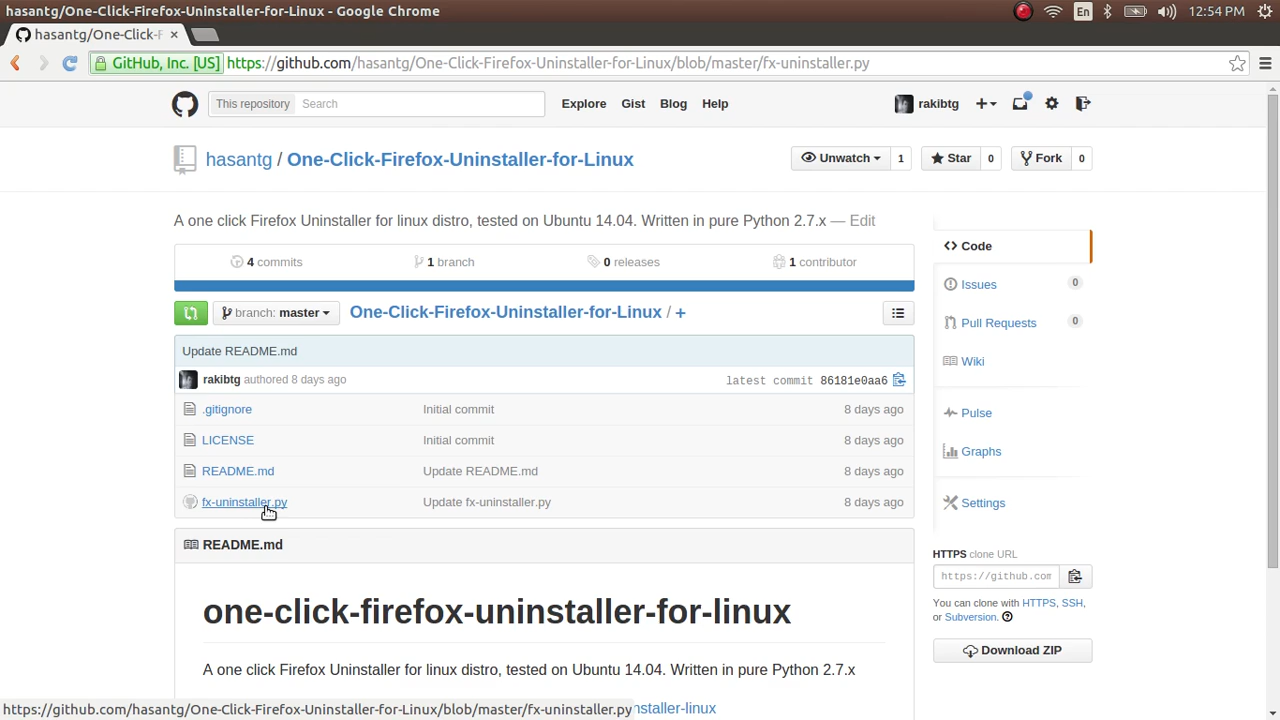 hasantg/One-Click-Firefox-Uninstaller-for-Linux - Google Chrome
En
12:54 PM
hasantg/One-Click-F
GitHub, Inc. [US]
https://github.com/hasantg/One-Click-Firefox-Uninstaller-for-Linux/blob/master/fx-uninstaller.py
This repository
Search
Explore
Gist
Blog
Help
rakibtg
hasantg / One-Click-Firefox-Uninstaller-for-Linux
Unwatch
1
Star
0
Fork
0
A one click Firefox Uninstaller for linux distro, tested on Ubuntu 14.04. Written in pure Python 2.7.x — Edit
4 commits
1 branch
0 releases
1 contributor
branch: master
One-Click-Firefox-Uninstaller-for-Linux / +
Update README.md
rakibtg authored 8 days ago
latest commit 86181e0aa6
.gitignore
Initial commit
8 days ago
LICENSE
Initial commit
8 days ago
README.md
Update README.md
8 days ago
fx-uninstaller.py
Update fx-uninstaller.py
8 days ago
README.md
one-click-firefox-uninstaller-for-linux
A one click Firefox Uninstaller for linux distro, tested on Ubuntu 14.04. Written in pure Python 2.7.x
nstaller-linux
Code
Issues
0
Pull Requests
0
Wiki
Pulse
Graphs
Settings
HTTPS clone URL
https://github.com
You can clone with HTTPS, SSH,
or Subversion.
Download ZIP
https://github.com/hasantg/One-Click-Firefox-Uninstaller-for-Linux/blob/master/fx-uninstaller.py